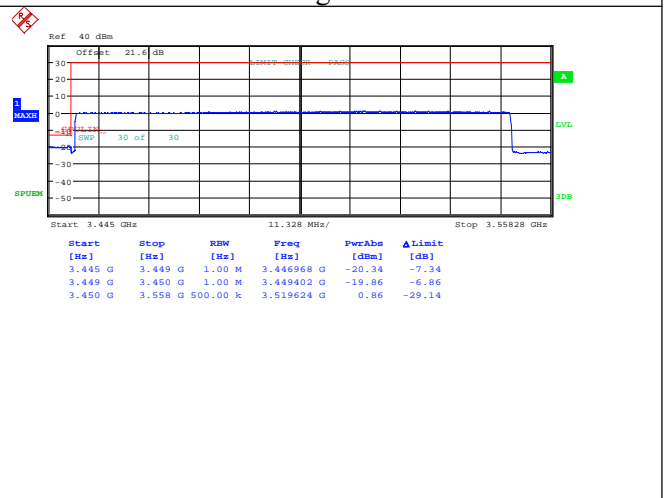 R S
Ref 40 dBm
Offset 21.6 dB
LIMIT CHECK PASS
30
20
10
0
-10
-20
-30
-40
-50
A
1
MAXH
SPULIM
LVL
SWP 30 of 30
SPUEM
3DB
Start 3.445 GHz 11.328 MHz/ Stop 3.55828 GHz
Start Stop RBW Freq PwrAbs ΔLimit
[Hz] [Hz] [Hz] [Hz] [dBm] [dB]
3.445 G 3.449 G 1.00 M 3.446968 G -20.34 -7.34
3.449 G 3.450 G 1.00 M 3.449402 G -19.86 -6.86
3.450 G 3.558 G 500.00 k 3.519624 G 0.86 -29.14